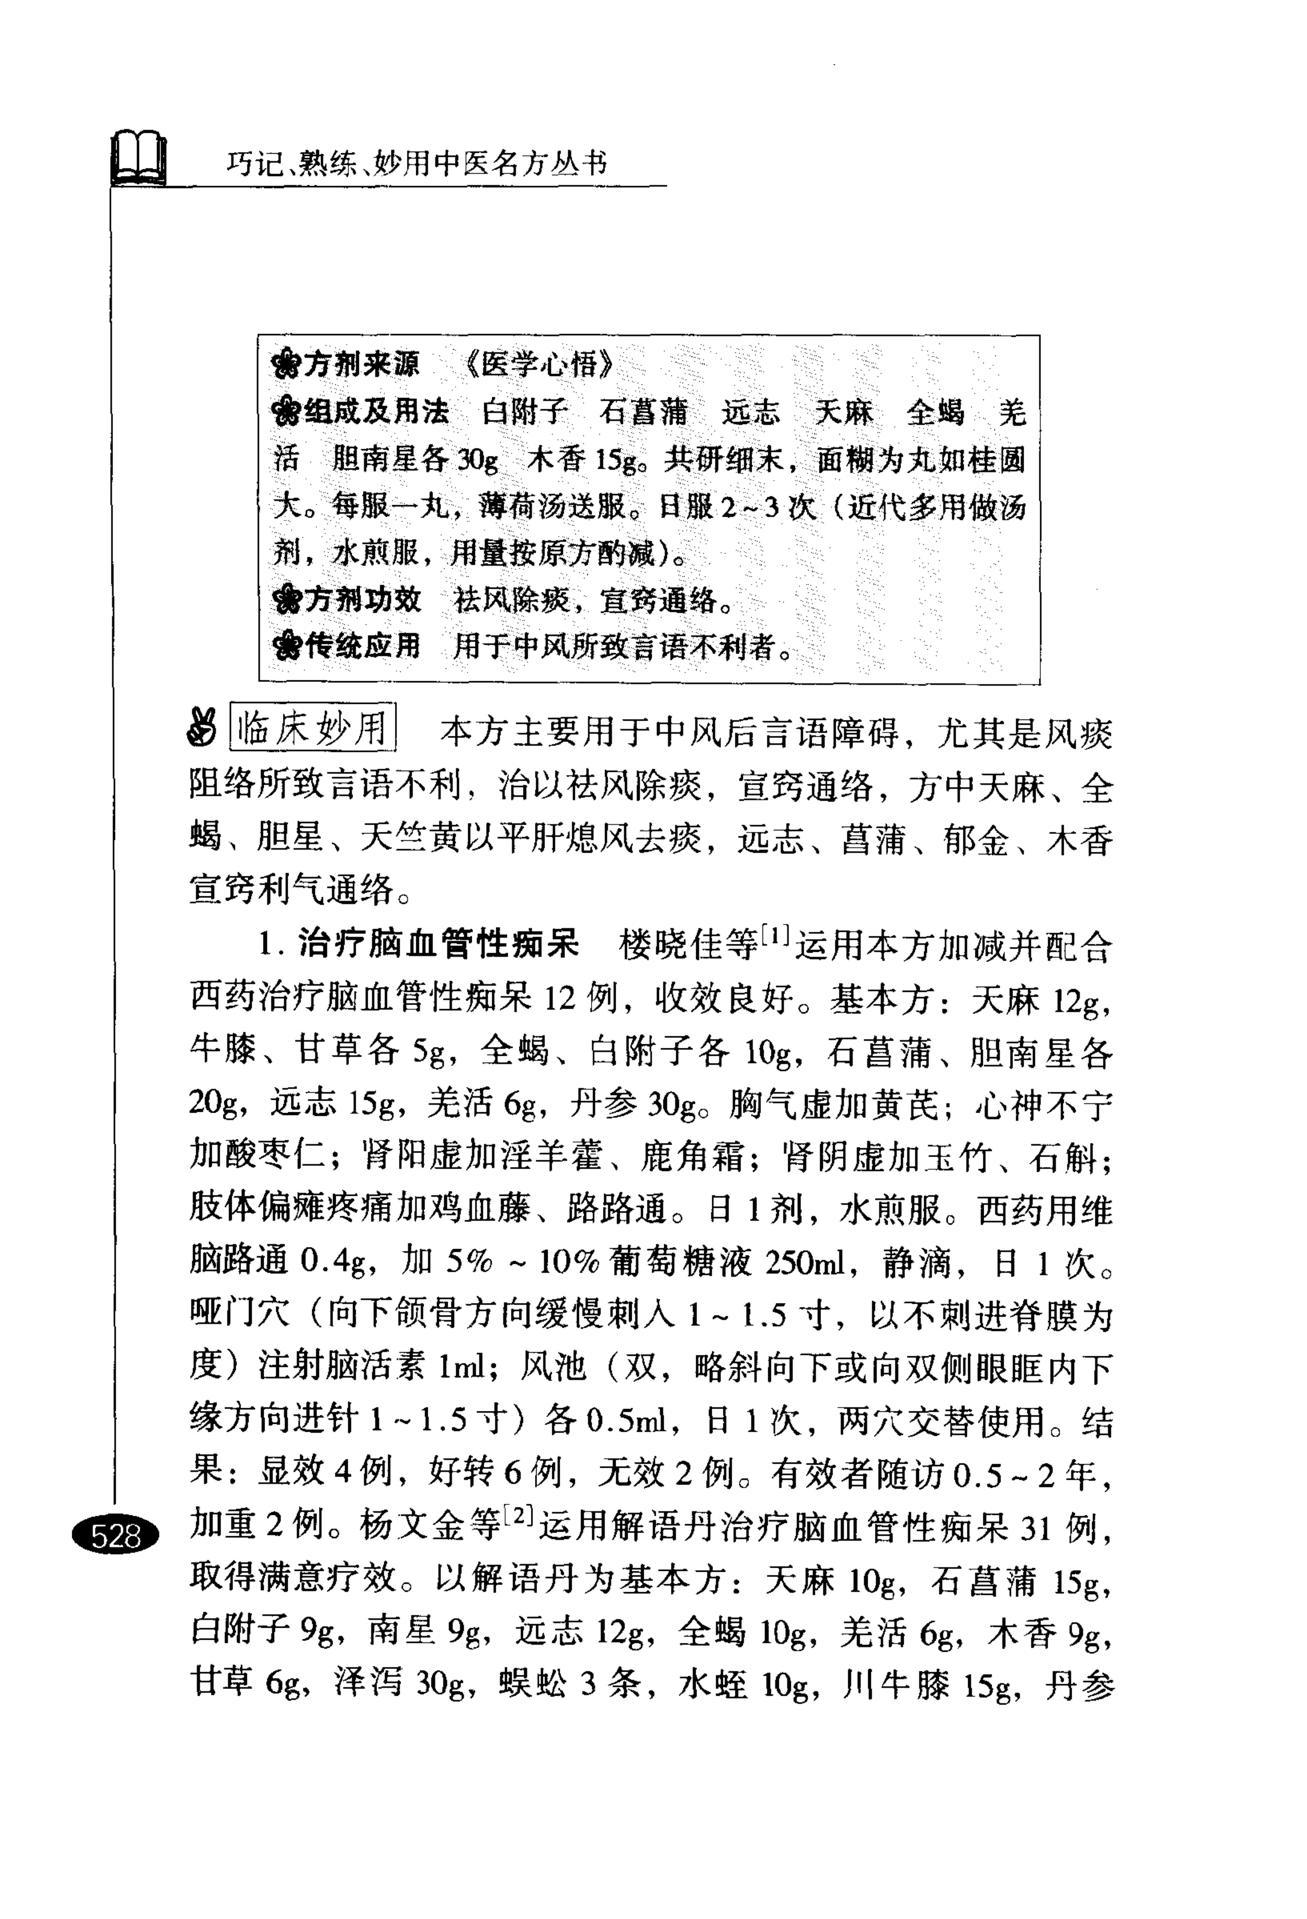 巧记、熟练、妙用中医名方丛书
方剂来源 《医学心悟》
组成及用法 白附子 石菖蒲 远志 天麻 全蝎 羌
活 胆南星各30g 木香15g。共研细末，面糊为丸如桂圆
大。每服一丸，薄荷汤送服。日服2~3次（近代多用做汤
剂，水煎服，用量按原方酌减）。
方剂功效 祛风除痰，宣窍通络。
传统应用 用于中风所致言语不利者。
临床妙用 本方主要用于中风后言语障碍，尤其是风痰
阻络所致言语不利，治以祛风除痰，宣窍通络，方中天麻、全
蝎、胆星、天竺黄以平肝熄风去痰，远志、菖蒲、郁金、木香
宣窍利气通络。
1. 治疗脑血管性痴呆 楼晓佳等[1]运用本方加减并配合
西药治疗脑血管性痴呆12例，收效良好。基本方：天麻12g，
牛膝、甘草各5g，全蝎、白附子各10g，石菖蒲、胆南星各
20g，远志15g，羌活6g，丹参30g。胸气虚加黄芪；心神不宁
加酸枣仁；肾阳虚加淫羊藿、鹿角霜；肾阴虚加玉竹、石斛；
肢体偏瘫疼痛加鸡血藤、路路通。日1剂，水煎服。西药用维
脑路通0.4g，加5%~10%葡萄糖液250ml，静滴，日1次。
哑门穴（向下颌骨方向缓慢刺入1~1.5寸，以不刺进脊膜为
度）注射脑活素1ml；风池（双，略斜向下或向双侧眼眶内下
缘方向进针1~1.5寸）各0.5ml，日1次，两穴交替使用。结
果：显效4例，好转6例，无效2例。有效者随访0.5~2年，
加重2例。杨文金等[2]运用解语丹治疗脑血管性痴呆31例，
取得满意疗效。以解语丹为基本方：天麻10g，石菖蒲15g，
白附子9g，南星9g，远志12g，全蝎10g，羌活6g，木香9g，
甘草6g，泽泻30g，蜈蚣3条，水蛭10g，川牛膝15g，丹参
528